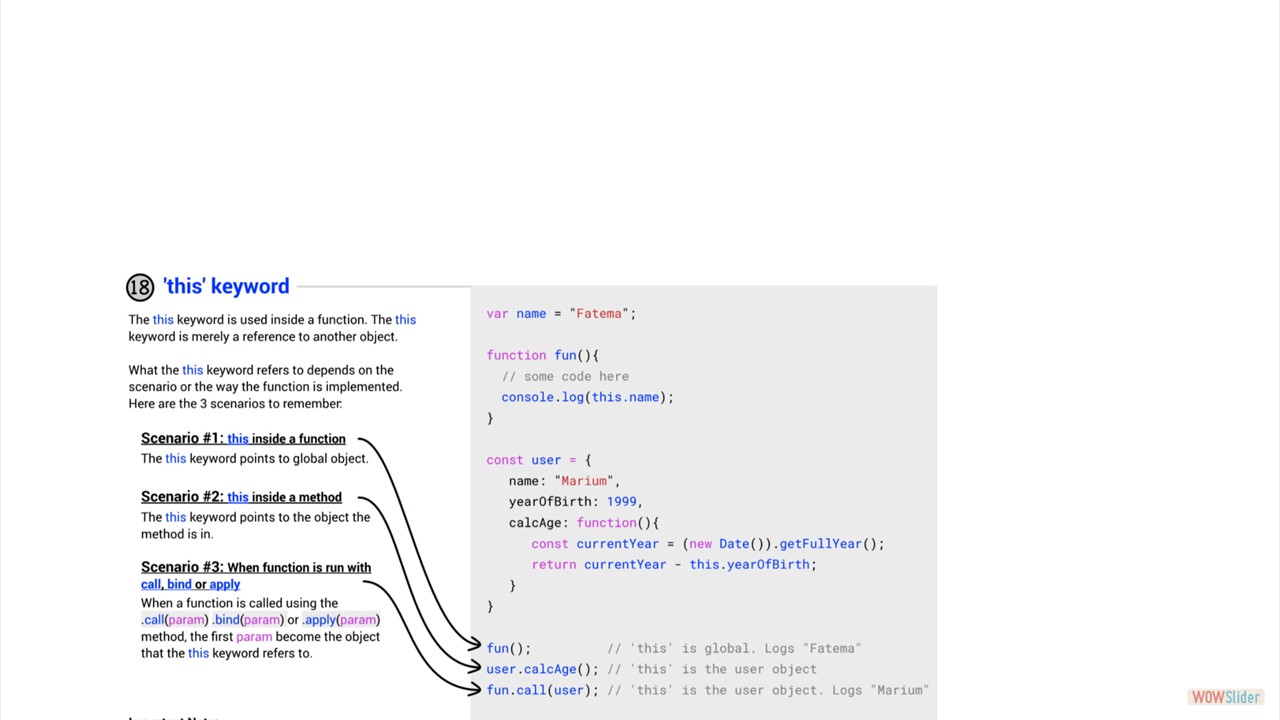 18 'this' keyword
The this keyword is used inside a function. The this
keyword is merely a reference to another object.
What the this keyword refers to depends on the
scenario or the way the function is implemented.
Here are the 3 scenarios to remember:
Scenario #1: this inside a function
The this keyword points to global object.
Scenario #2: this inside a method
The this keyword points to the object the
method is in.
Scenario #3: When function is run with
call, bind or apply
When a function is called using the
.call(param) .bind(param) or .apply(param)
method, the first param become the object
that the this keyword refers to.
var name = "Fatema";
function fun(){
// some code here
console.log(this.name);
}
const user = {
name: "Marium",
yearOfBirth: 1999,
calcAge: function(){
const currentYear = (new Date()).getFullYear();
return currentYear - this.yearOfBirth;
}
}
fun(); // 'this' is global. Logs "Fatema"
user.calcAge(); // 'this' is the user object
fun.call(user); // 'this' is the user object. Logs "Marium"
WOWSlider